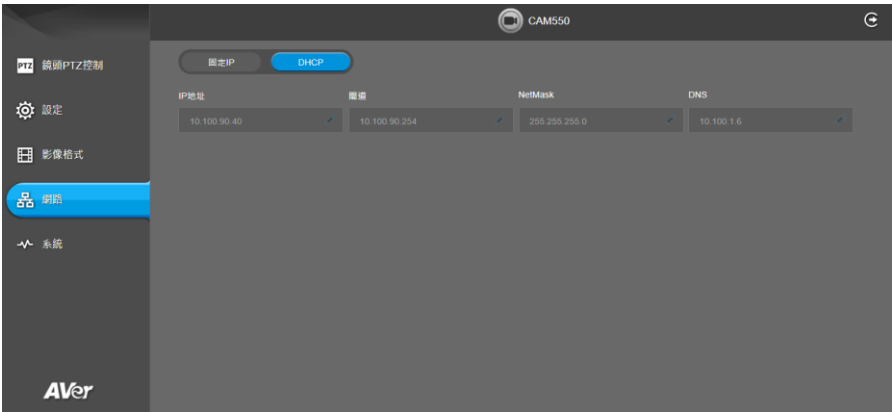 CAM550
PTZ 鏡頭PTZ控制
設定
影像格式
網路
系統
AVer
固定IP
DHCP
IP地址
閘道
NetMask
DNS
10.100.90.40
10.100.90.254
255.255.255.0
10.100.1.6